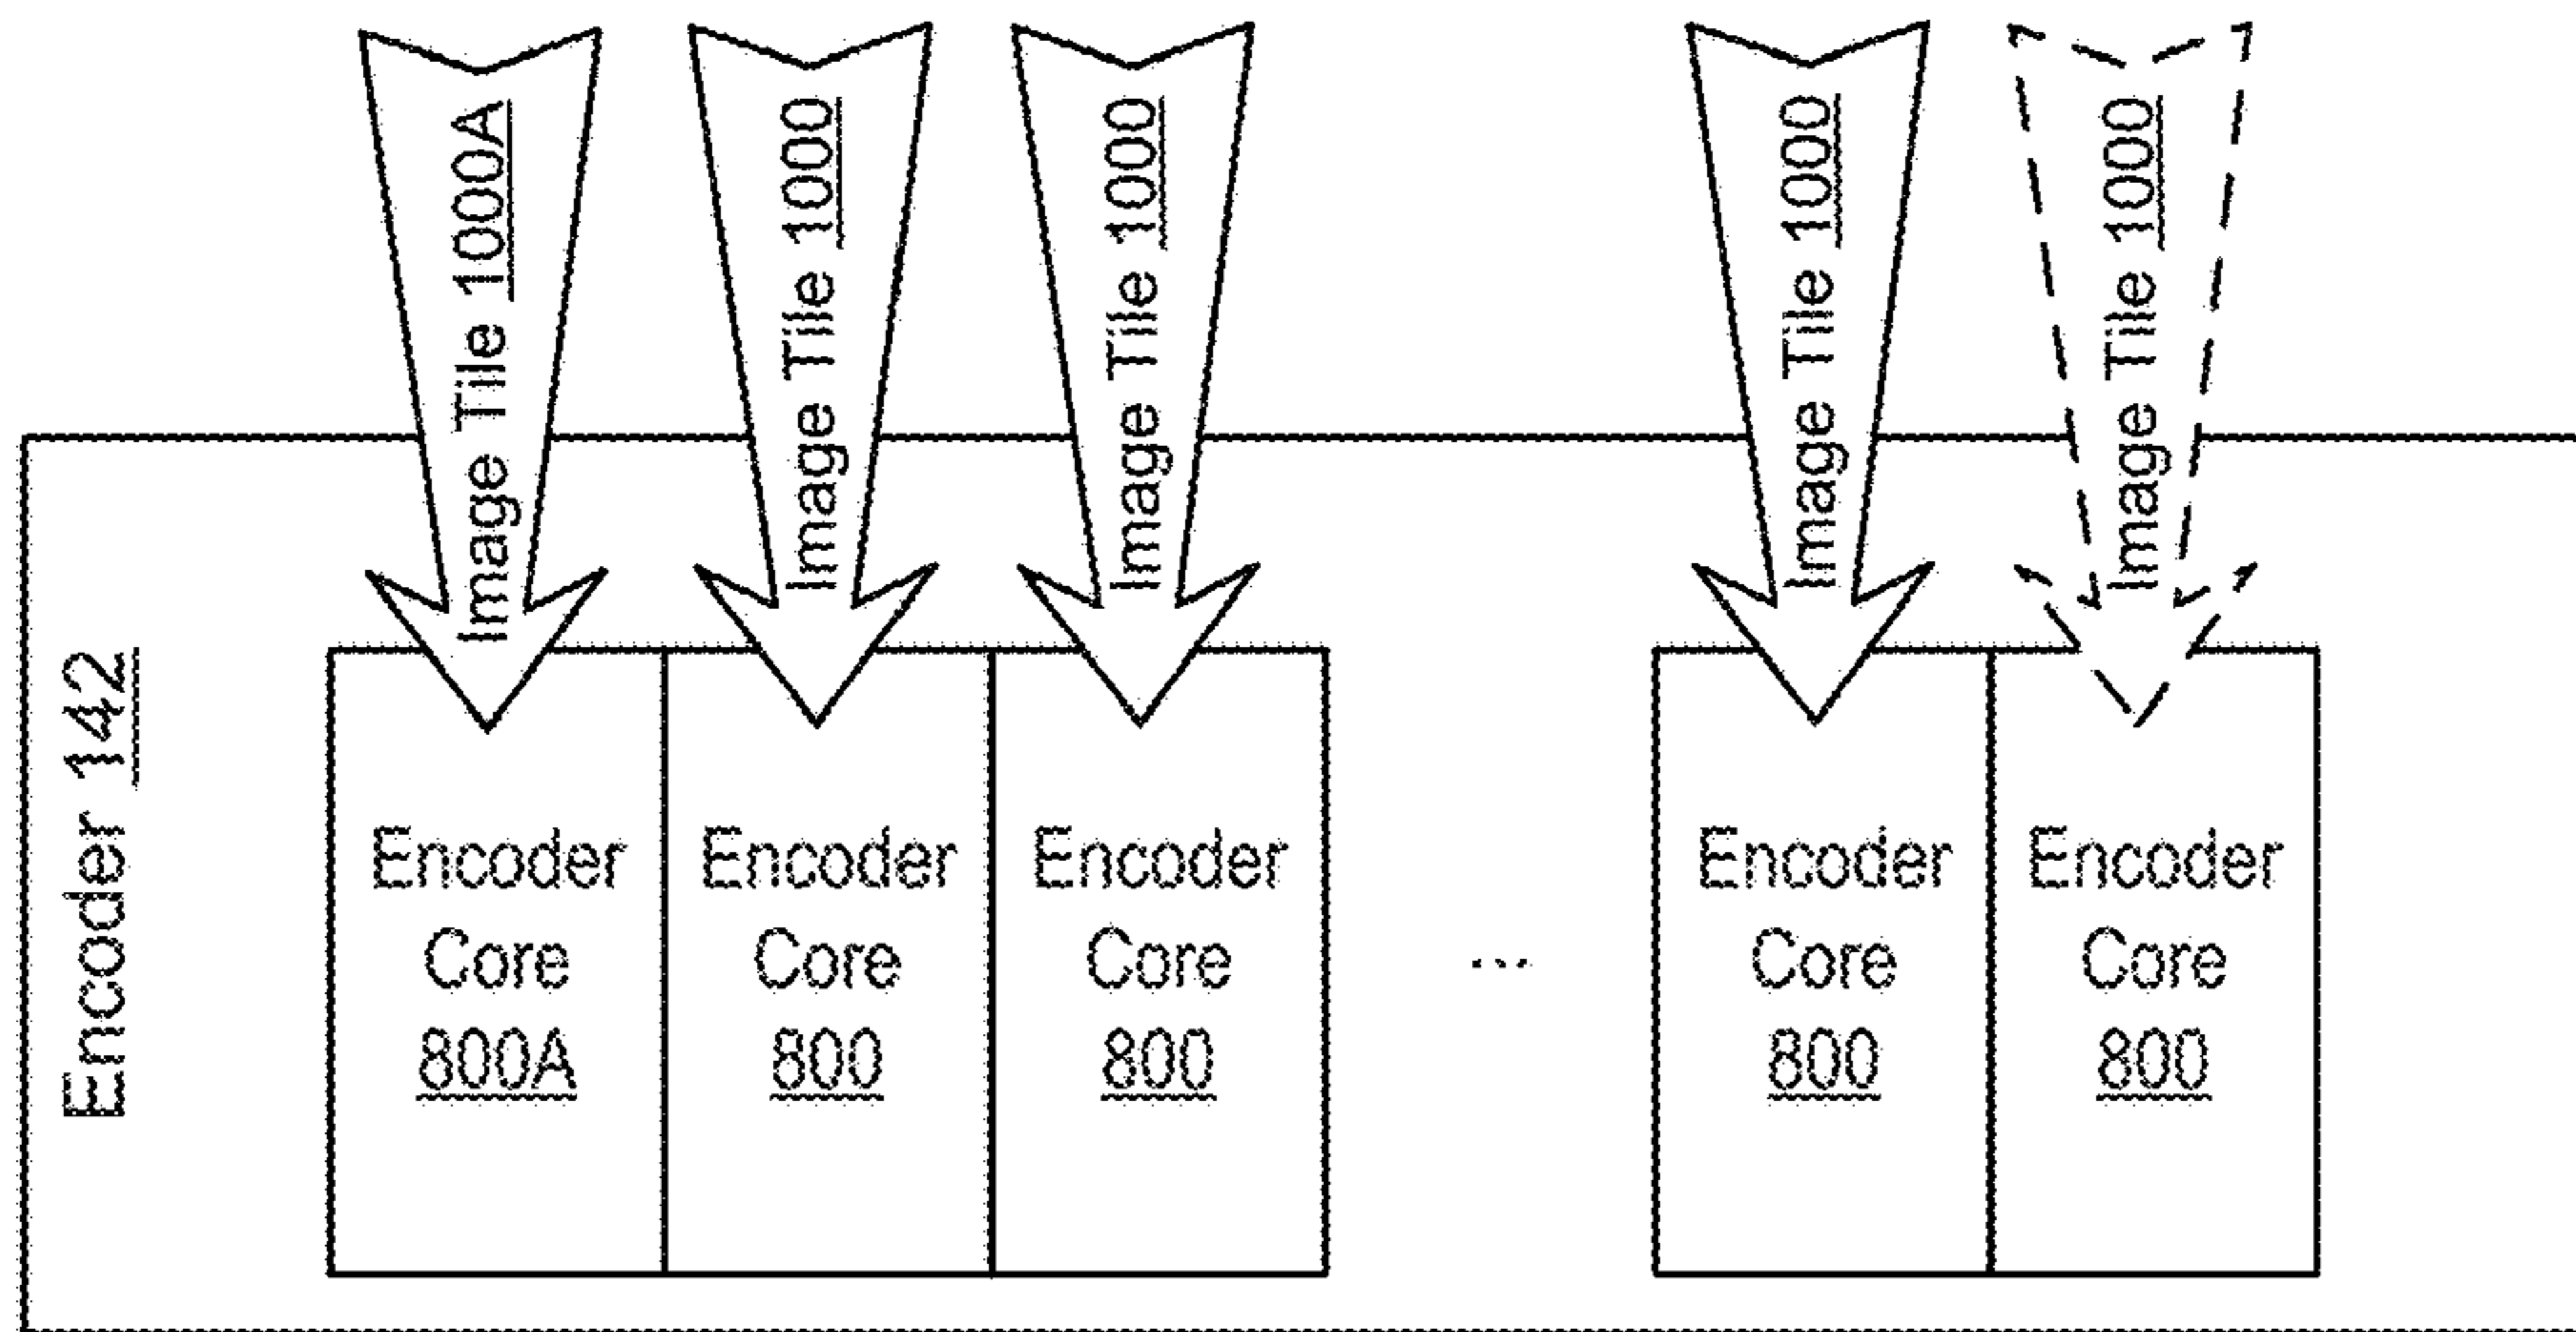 Encoder 142
Image Tile 1000A
Image Tile 1000
Image Tile 1000
Image Tile 1000
Image Tile 1000
Encoder
Core
800A
Encoder
Core
800
Encoder
Core
800
...
Encoder
Core
800
Encoder
Core
800